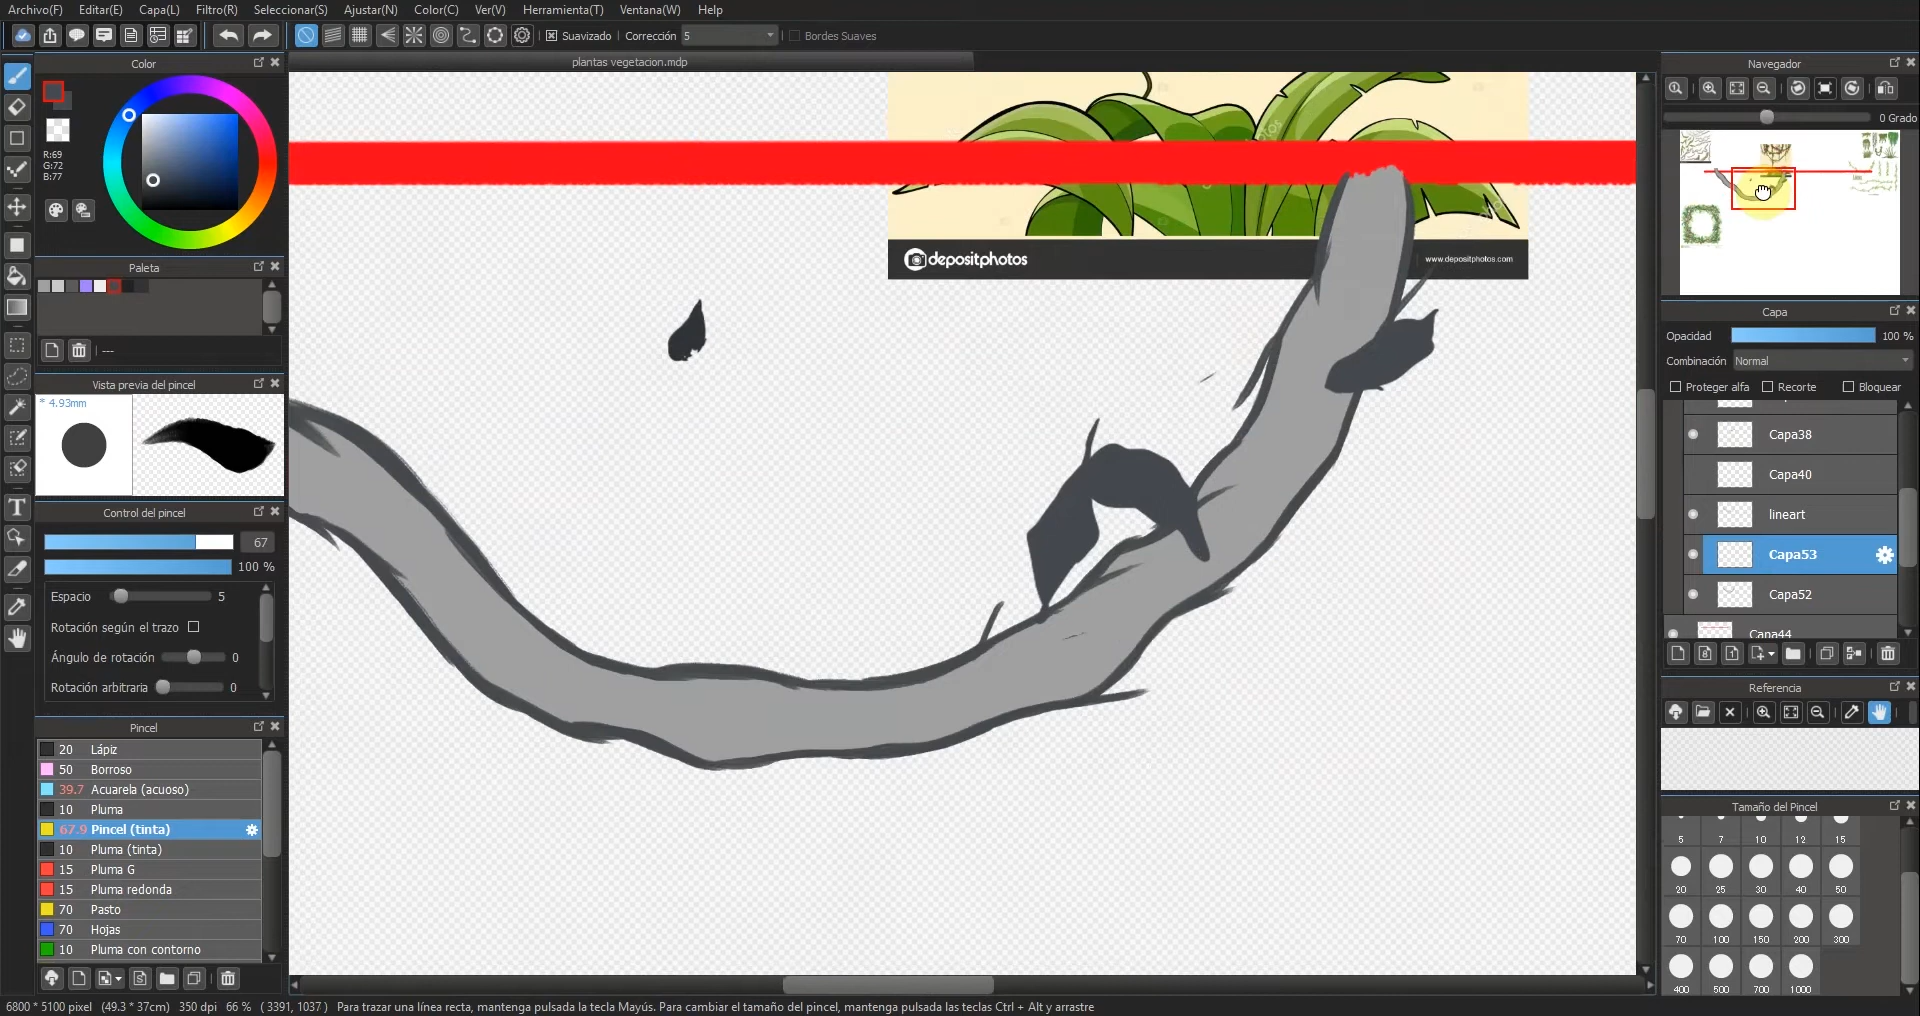 Archivo(F) Editar(E) Capa(L) Filtro(R) Seleccionar(S) Ajustar(N) Color(C) Ver(V) Herramienta(T) Ventana(W) Help
Suavizado Corrección 5 Bordes Suaves
Color
R:69
G:72
B:77
Paleta
---
Vista previa del pincel
* 4.93mm
Control del pincel
67
100 %
Espacio 5
Rotación según el trazo
Ángulo de rotación 0
Rotación arbitraria 0
Pincel
20 Lápiz
50 Borroso
39.7 Acuarela (acuoso)
10 Pluma
67.9 Pincel (tinta)
10 Pluma (tinta)
15 Pluma G
15 Pluma redonda
70 Pasto
70 Hojas
10 Pluma con contorno
plantas vegetacion.mdp
depositphotos
www.depositphotos.com
Navegador
0 Grado
Capa
Opacidad 100 %
Combinación Normal
Proteger alfa Recorte Bloquear
Capa38
Capa40
lineart
Capa53
Capa52
Capa44
Referencia
Tamaño del Pincel
5 7 10 12 15
20 25 30 40 50
70 100 150 200 300
400 500 700 1000
6800 * 5100 pixel (49.3 * 37cm) 350 dpi 66 % ( 3391, 1037 ) Para trazar una línea recta, mantenga pulsada la tecla Mayús. Para cambiar el tamaño del pincel, mantenga pulsada las teclas Ctrl + Alt y arrastre